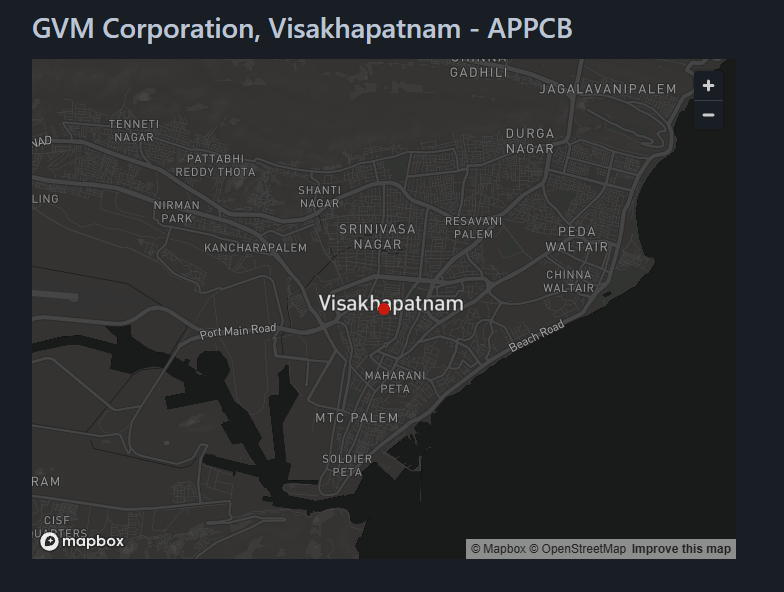 GVM Corporation, Visakhapatnam - APPCB
GADHILI
JAGALAVANIPALEM
+
−
TENNETI
NAGAR
DURGA
NAGAR
NAD
PATTABHI
REDDY THOTA
SHANTI
NAGAR
LING
NIRMAN
PARK
SRINIVASA
NAGAR
RESAVANI
PALEM
PEDA
WALTAIR
KANCHARAPALEM
CHINNA
WALTAIR
Visakhapatnam
Port Main Road
Beach Road
MAHARANI
PETA
MTC PALEM
SOLDIER
PETA
RAM
CISF
QUARTERS
mapbox
© Mapbox © OpenStreetMap Improve this map